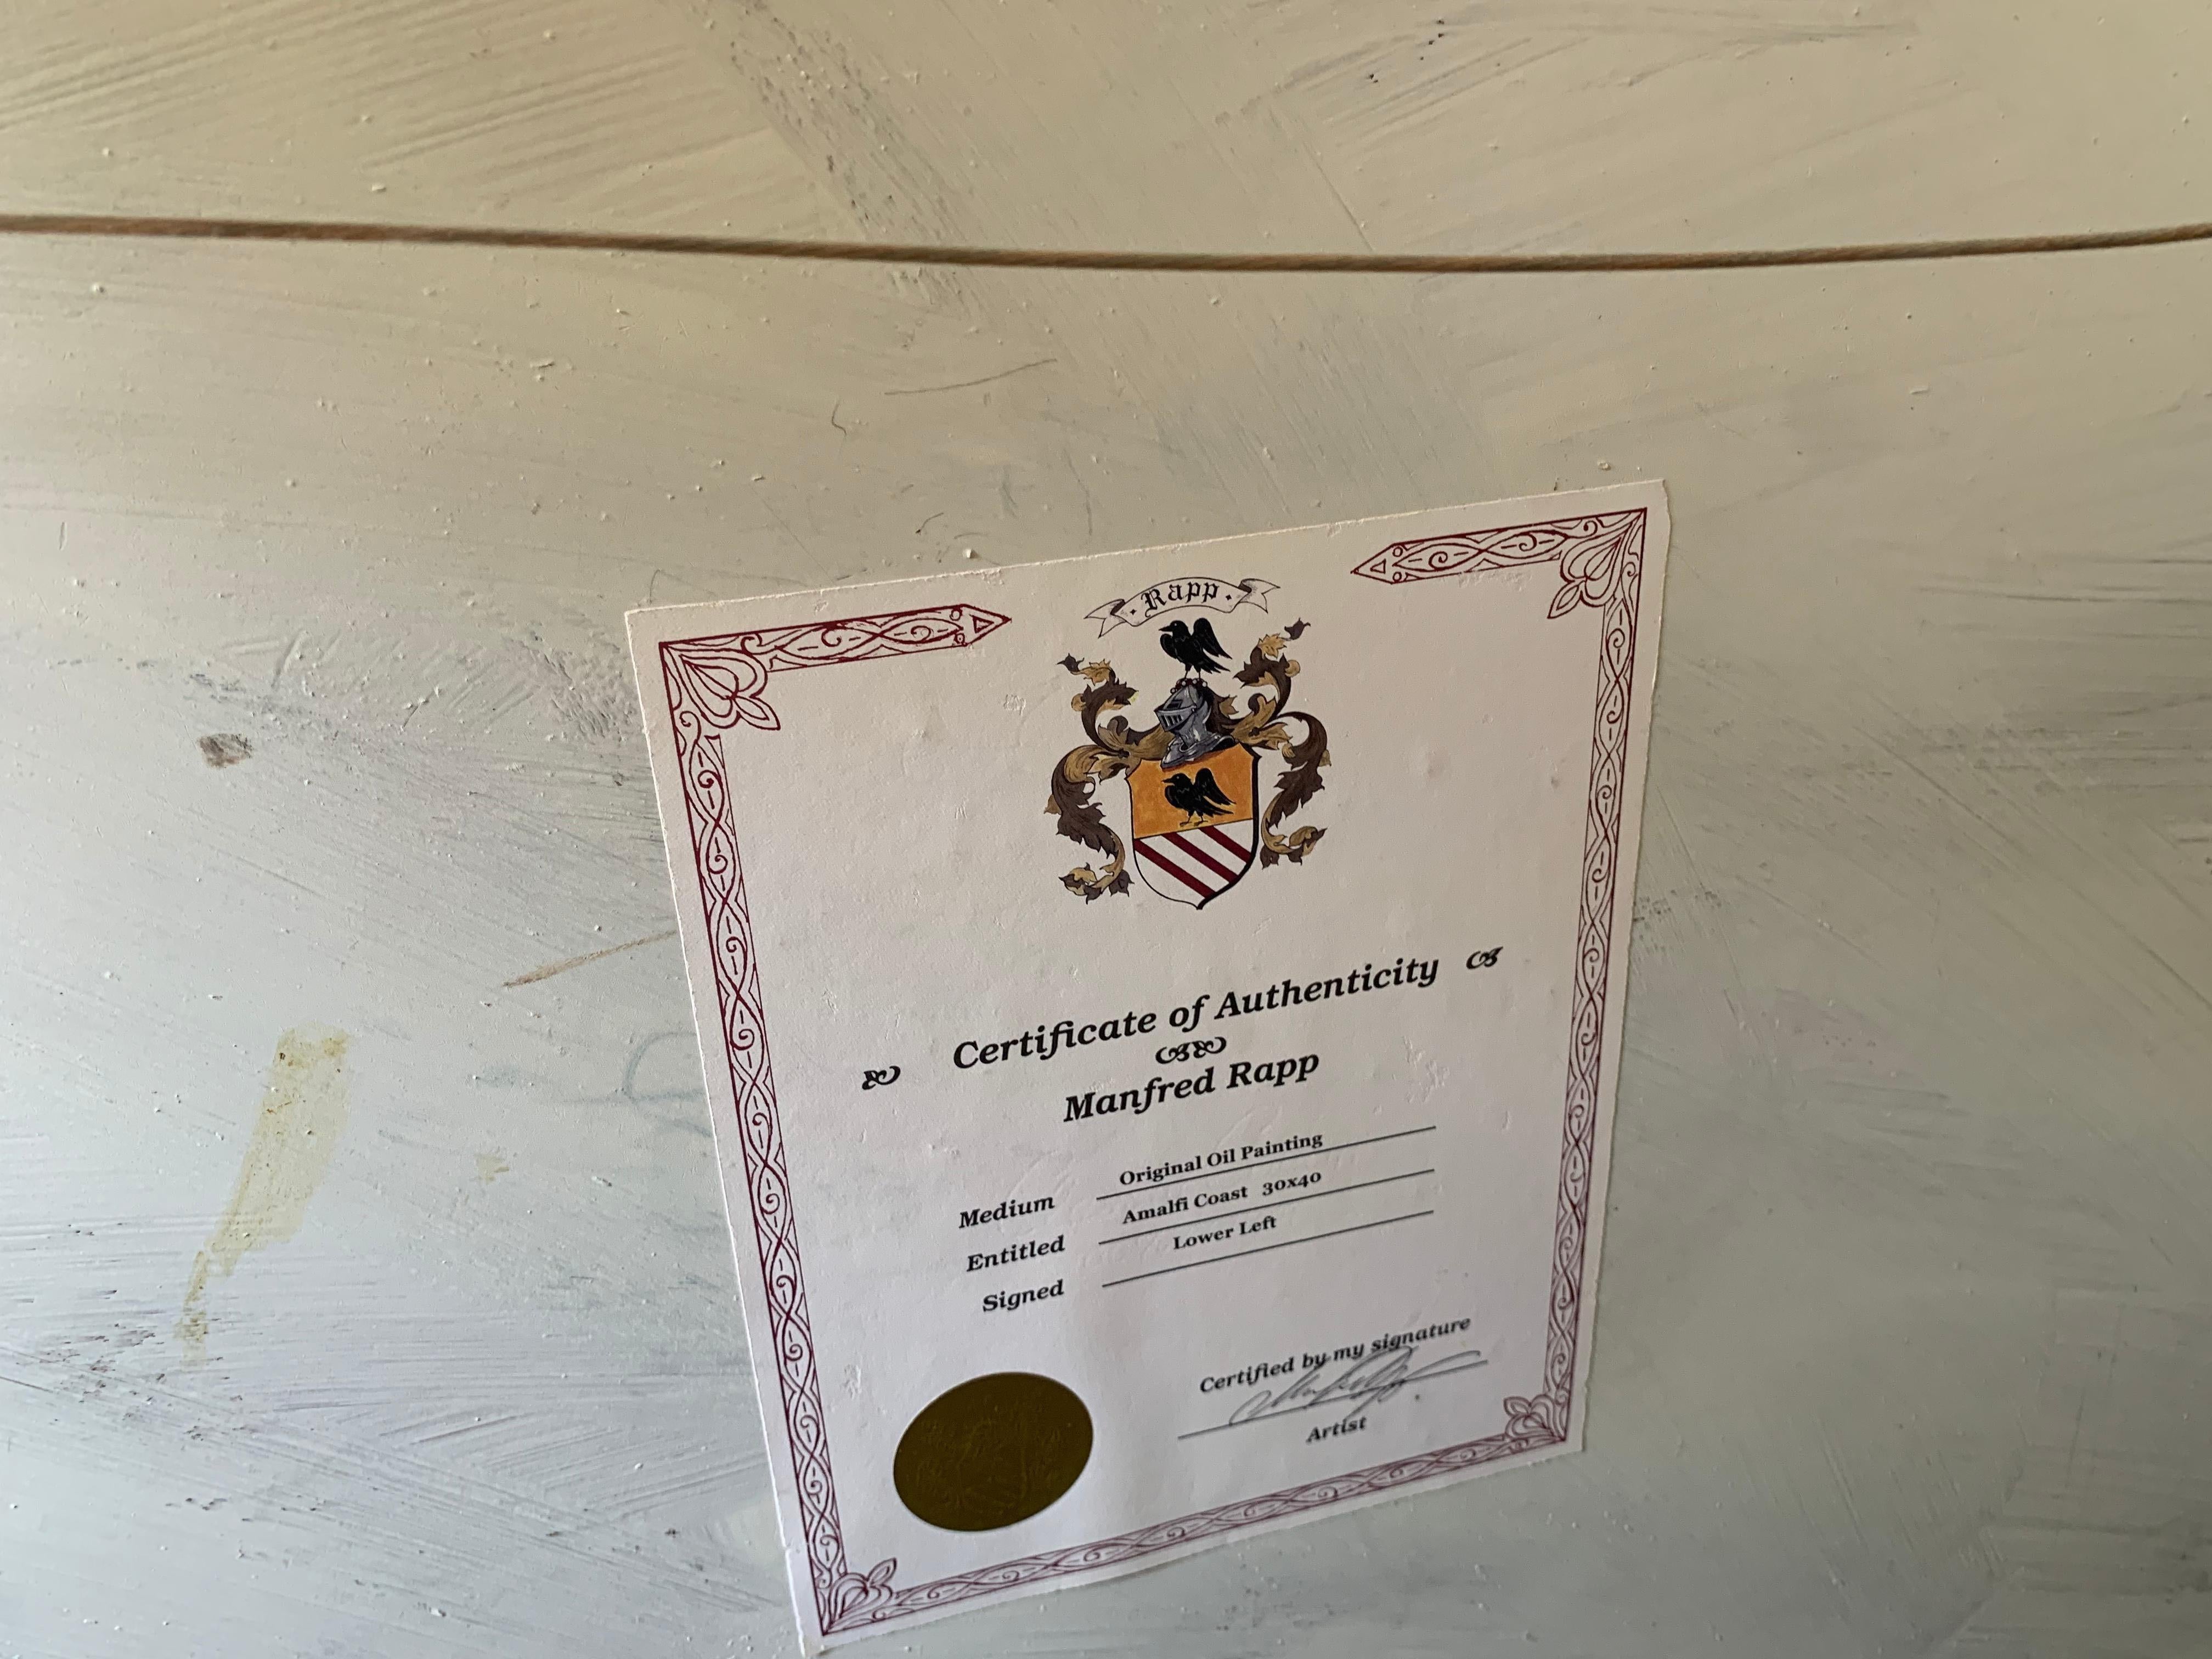 Rapp
Certificate of Authenticity
Manfred Rapp
Medium Original Oil Painting
Entitled Amalfi Coast 30x40
Signed Lower Left
Certified by my signature
Artist